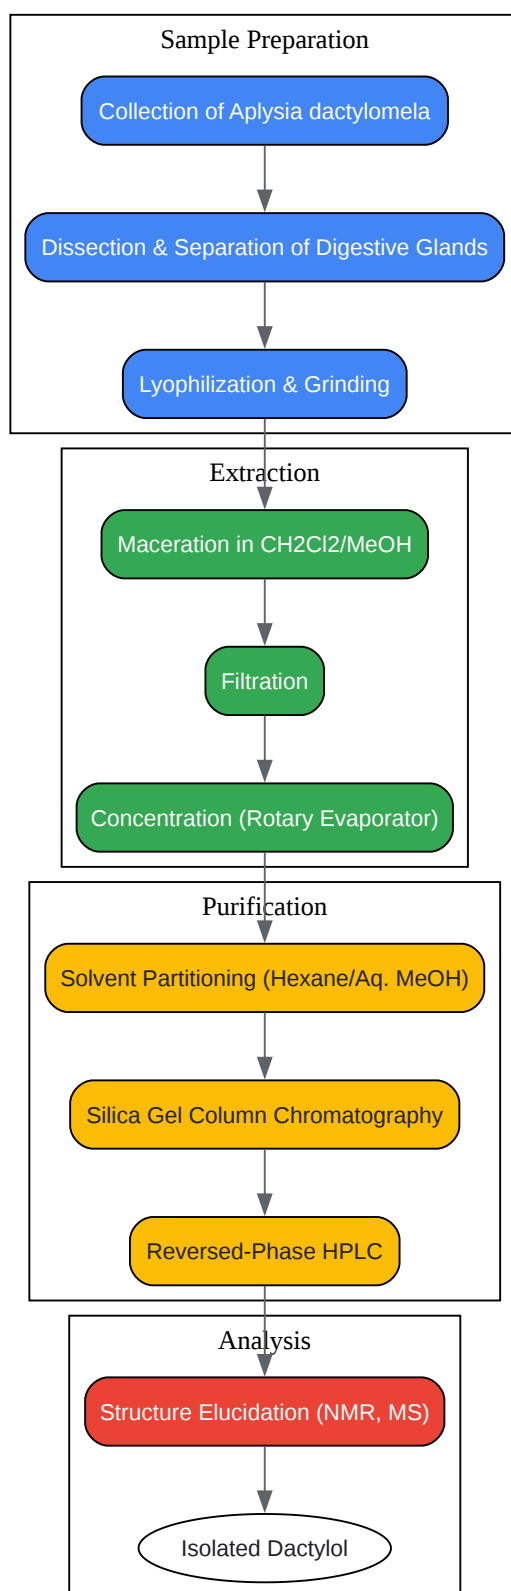 Sample Preparation
Collection of Aplysia dactylomela
Dissection & Separation of Digestive Glands
Lyophilization & Grinding
Extraction
Maceration in CH2Cl2/MeOH
Filtration
Concentration (Rotary Evaporator)
Purification
Solvent Partitioning (Hexane/Aq. MeOH)
Silica Gel Column Chromatography
Reversed-Phase HPLC
Analysis
Structure Elucidation (NMR, MS)
Isolated Dactylol